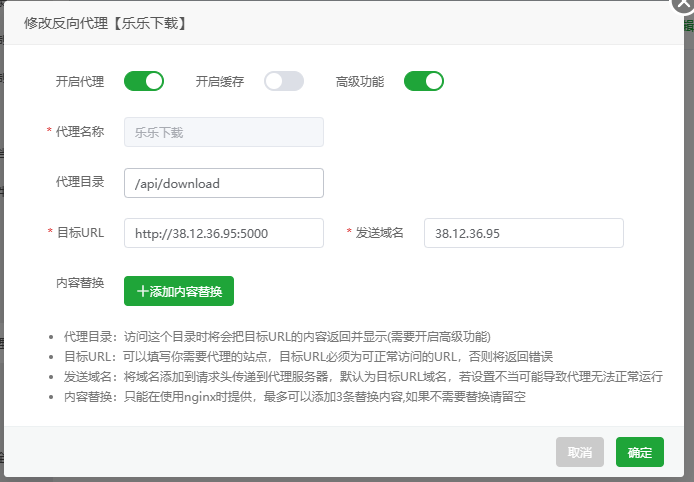 修改反向代理【乐乐下载】
开启代理 开启缓存 高级功能
* 代理名称 乐乐下载
代理目录 /api/download
* 目标URL http://38.12.36.95:5000 * 发送域名 38.12.36.95
内容替换 +添加内容替换
• 代理目录：访问这个目录时将会把目标URL的内容返回并显示(需要开启高级功能)
• 目标URL：可以填写你需要代理的站点，目标URL必须为可正常访问的URL，否则将返回错误
• 发送域名：将域名添加到请求头传递到代理服务器，默认为目标URL域名，若设置不当可能导致代理无法正常运行
• 内容替换：只能在使用nginx时提供，最多可以添加3条替换内容,如果不需要替换请留空
取消 确定